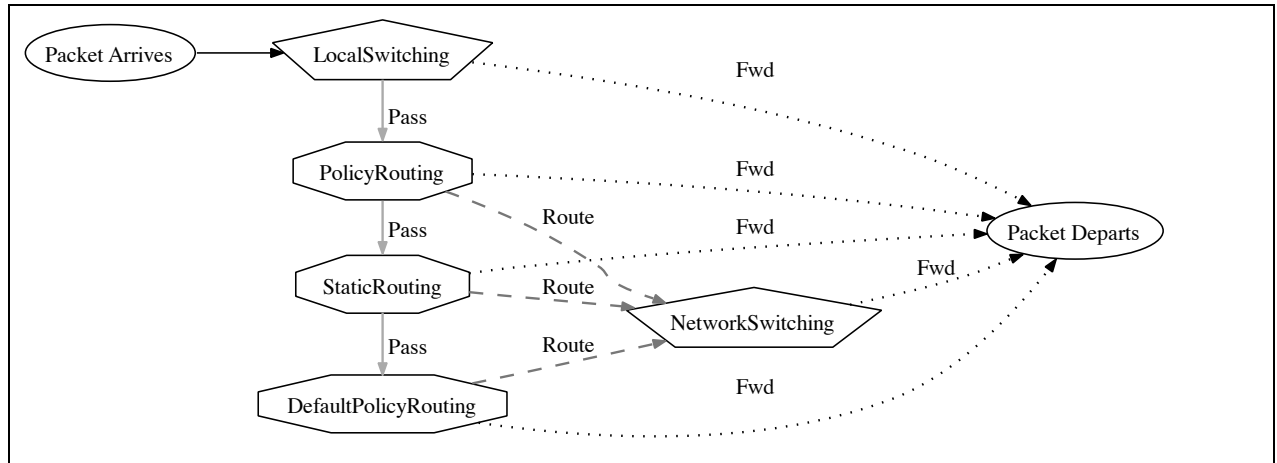 Packet Arrives
LocalSwitching
Fwd
Pass
PolicyRouting
Fwd
Route
Pass
Fwd
Packet Departs
StaticRouting
Route
Fwd
NetworkSwitching
Pass
Route
DefaultPolicyRouting
Fwd